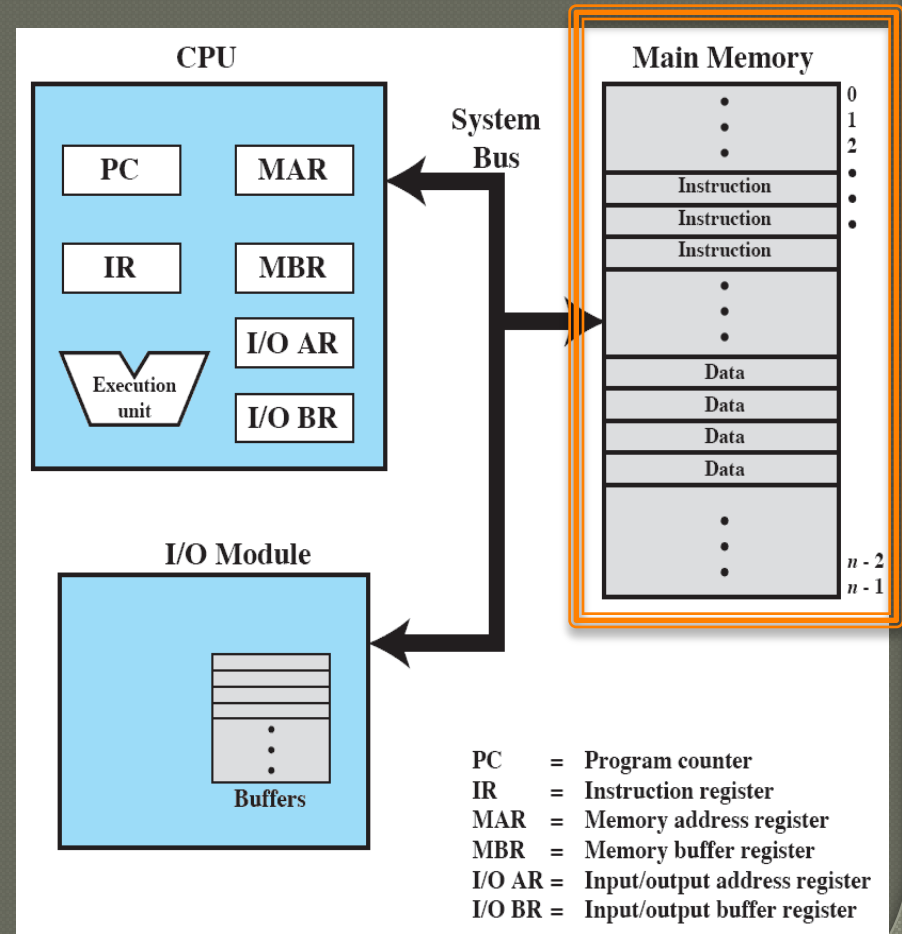 CPU
PC
MAR
IR
MBR
I/O AR
Execution
unit
I/O BR
System
Bus
Main Memory
0
1
2
Instruction
Instruction
Instruction
Data
Data
Data
Data
n - 2
n - 1
I/O Module
Buffers
PC = Program counter
IR = Instruction register
MAR = Memory address register
MBR = Memory buffer register
I/O AR = Input/output address register
I/O BR = Input/output buffer register